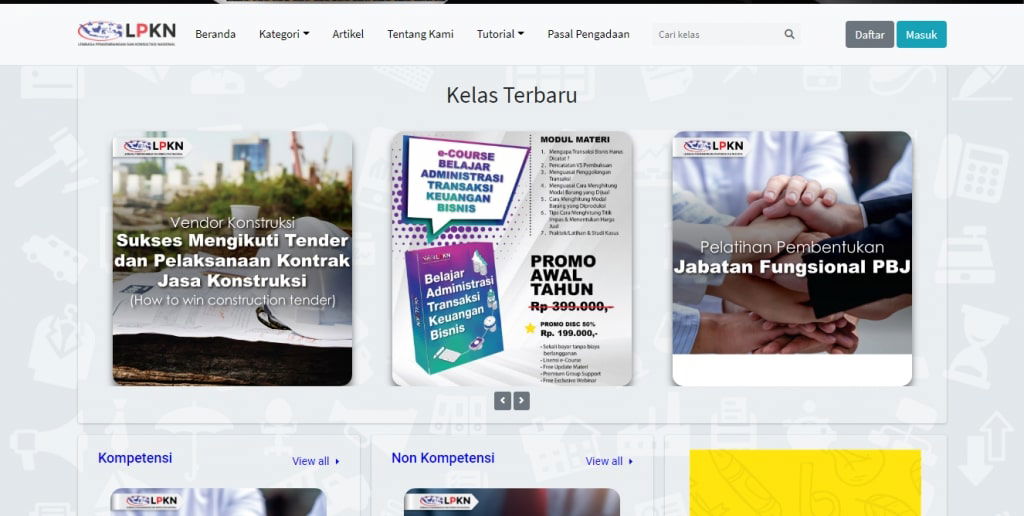 LPKN
LEMBAGA PENGEMBANGAN DAN KONSULTASI NASIONAL
Beranda
Kategori
Artikel
Tentang Kami
Tutorial
Pasal Pengadaan
Cari kelas
Daftar
Masuk
Kelas Terbaru
LPKN
Vendor Konstruksi
Sukses Mengikuti Tender
dan Pelaksanaan Kontrak
Jasa Konstruksi
(How to win construction tender)
e-COURSE
BELAJAR
ADMINISTRASI
TRANSAKSI
KEUANGAN
BISNIS
LPKN
Belajar
Administrasi
Transaksi
Keuangan
Bisnis
MODUL MATERI
1. Mengapa Transaksi Bisnis Harus
Dicatat ?
2. Pencatatan VS Pembukuan
3. Menguasai Penggolongan
Transaksi
4. Menguasai Cara Menghitung
Modal Barang yang Dijual
5. Cara Menghitung Modal
Barang yang Diproduksi
6. Tips Cara Menghitung Titik
Impas & Menentukan Harga
Jual
7. Praktek/Latihan & Studi Kasus
PROMO
AWAL
TAHUN
Rp 399.000,-
PROMO DISC 50%
Rp. 199.000,-
• Sekali bayar tanpa biaya
berlangganan
• Lisensi e-Course
• Free Update Materi
• Premium Group Support
• Free Exclusive Webinar
LPKN
Pelatihan Pembentukan
Jabatan Fungsional PBJ
Kompetensi
View all
Non Kompetensi
View all
LPKN
LPKN